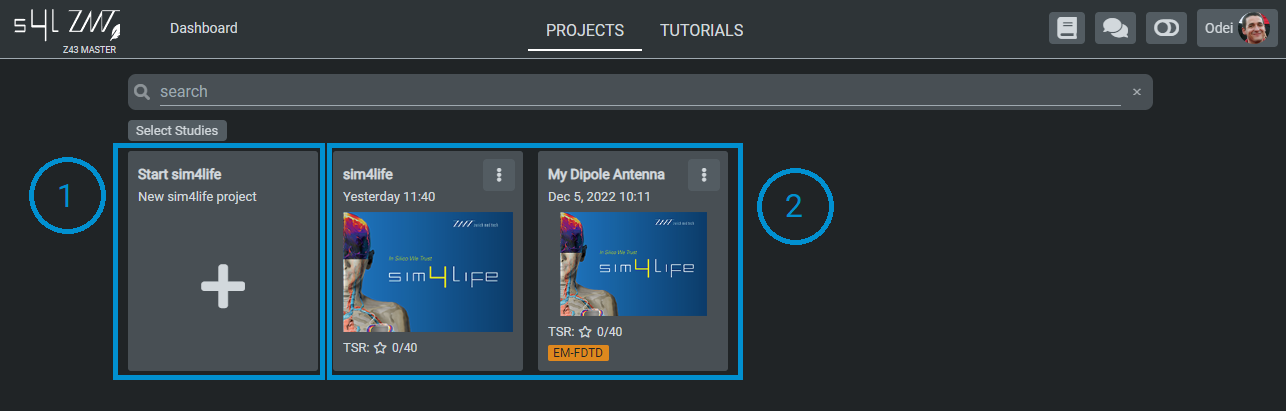 s4l ZMT
Z43 MASTER
Dashboard
PROJECTS
TUTORIALS
Odei
search
×
Select Studies
1
Start sim4life
New sim4life project
sim4life
Yesterday 11:40
In Silico We Trust
sim4life
TSR: 0/40
My Dipole Antenna
Dec 5, 2022 10:11
In Silico We Trust
sim4life
TSR: 0/40
EM-FDTD
2